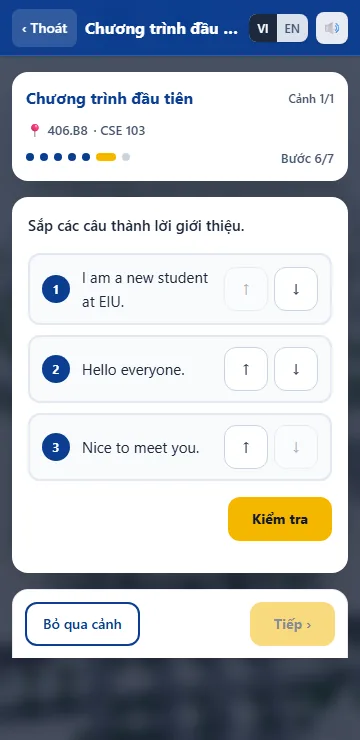 ‹ Thoát
Chương trình đầu ...
VI
EN
Chương trình đầu tiên
Cảnh 1/1
406.B8 · CSE 103
Bước 6/7
Sắp các câu thành lời giới thiệu.
1
I am a new student
at EIU.
↑
↓
2
Hello everyone.
↑
↓
3
Nice to meet you.
↑
↓
Kiểm tra
Bỏ qua cảnh
Tiếp ›